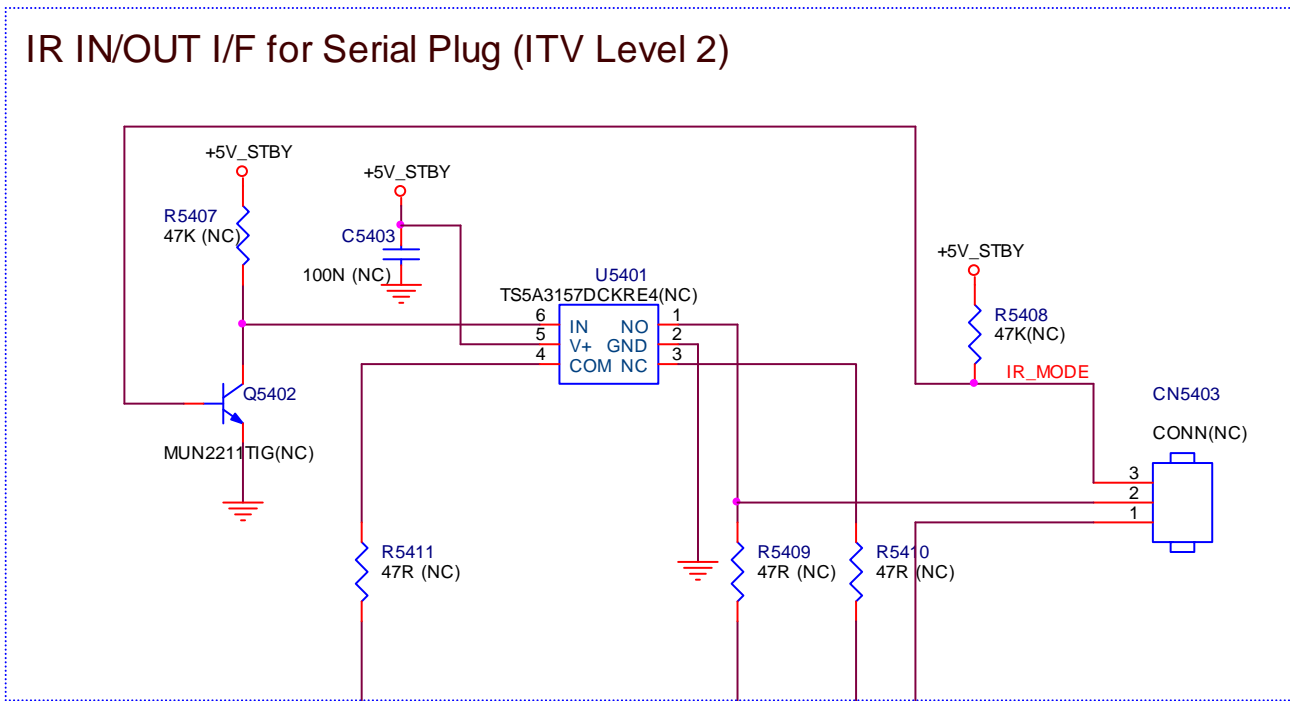 IR IN/OUT I/F for Serial Plug (ITV Level 2)
+5V_STBY
+5V_STBY
R5407
47K (NC)
C5403
100N (NC)
+5V_STBY
U5401
TS5A3157DCKRE4(NC)
R5408
47K(NC)
6 IN NO 1
5 V+ GND 2
4 COM NC 3
IR_MODE
Q5402
MUN2211TIG(NC)
CN5403
CONN(NC)
3
2
1
R5411
47R (NC)
R5409
47R (NC)
R5410
47R (NC)